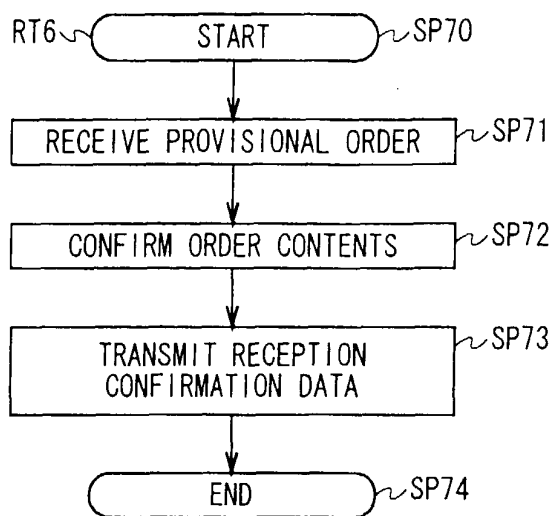 RT6 START SP70
RECEIVE PROVISIONAL ORDER SP71
CONFIRM ORDER CONTENTS SP72
TRANSMIT RECEPTION SP73
CONFIRMATION DATA
END SP74